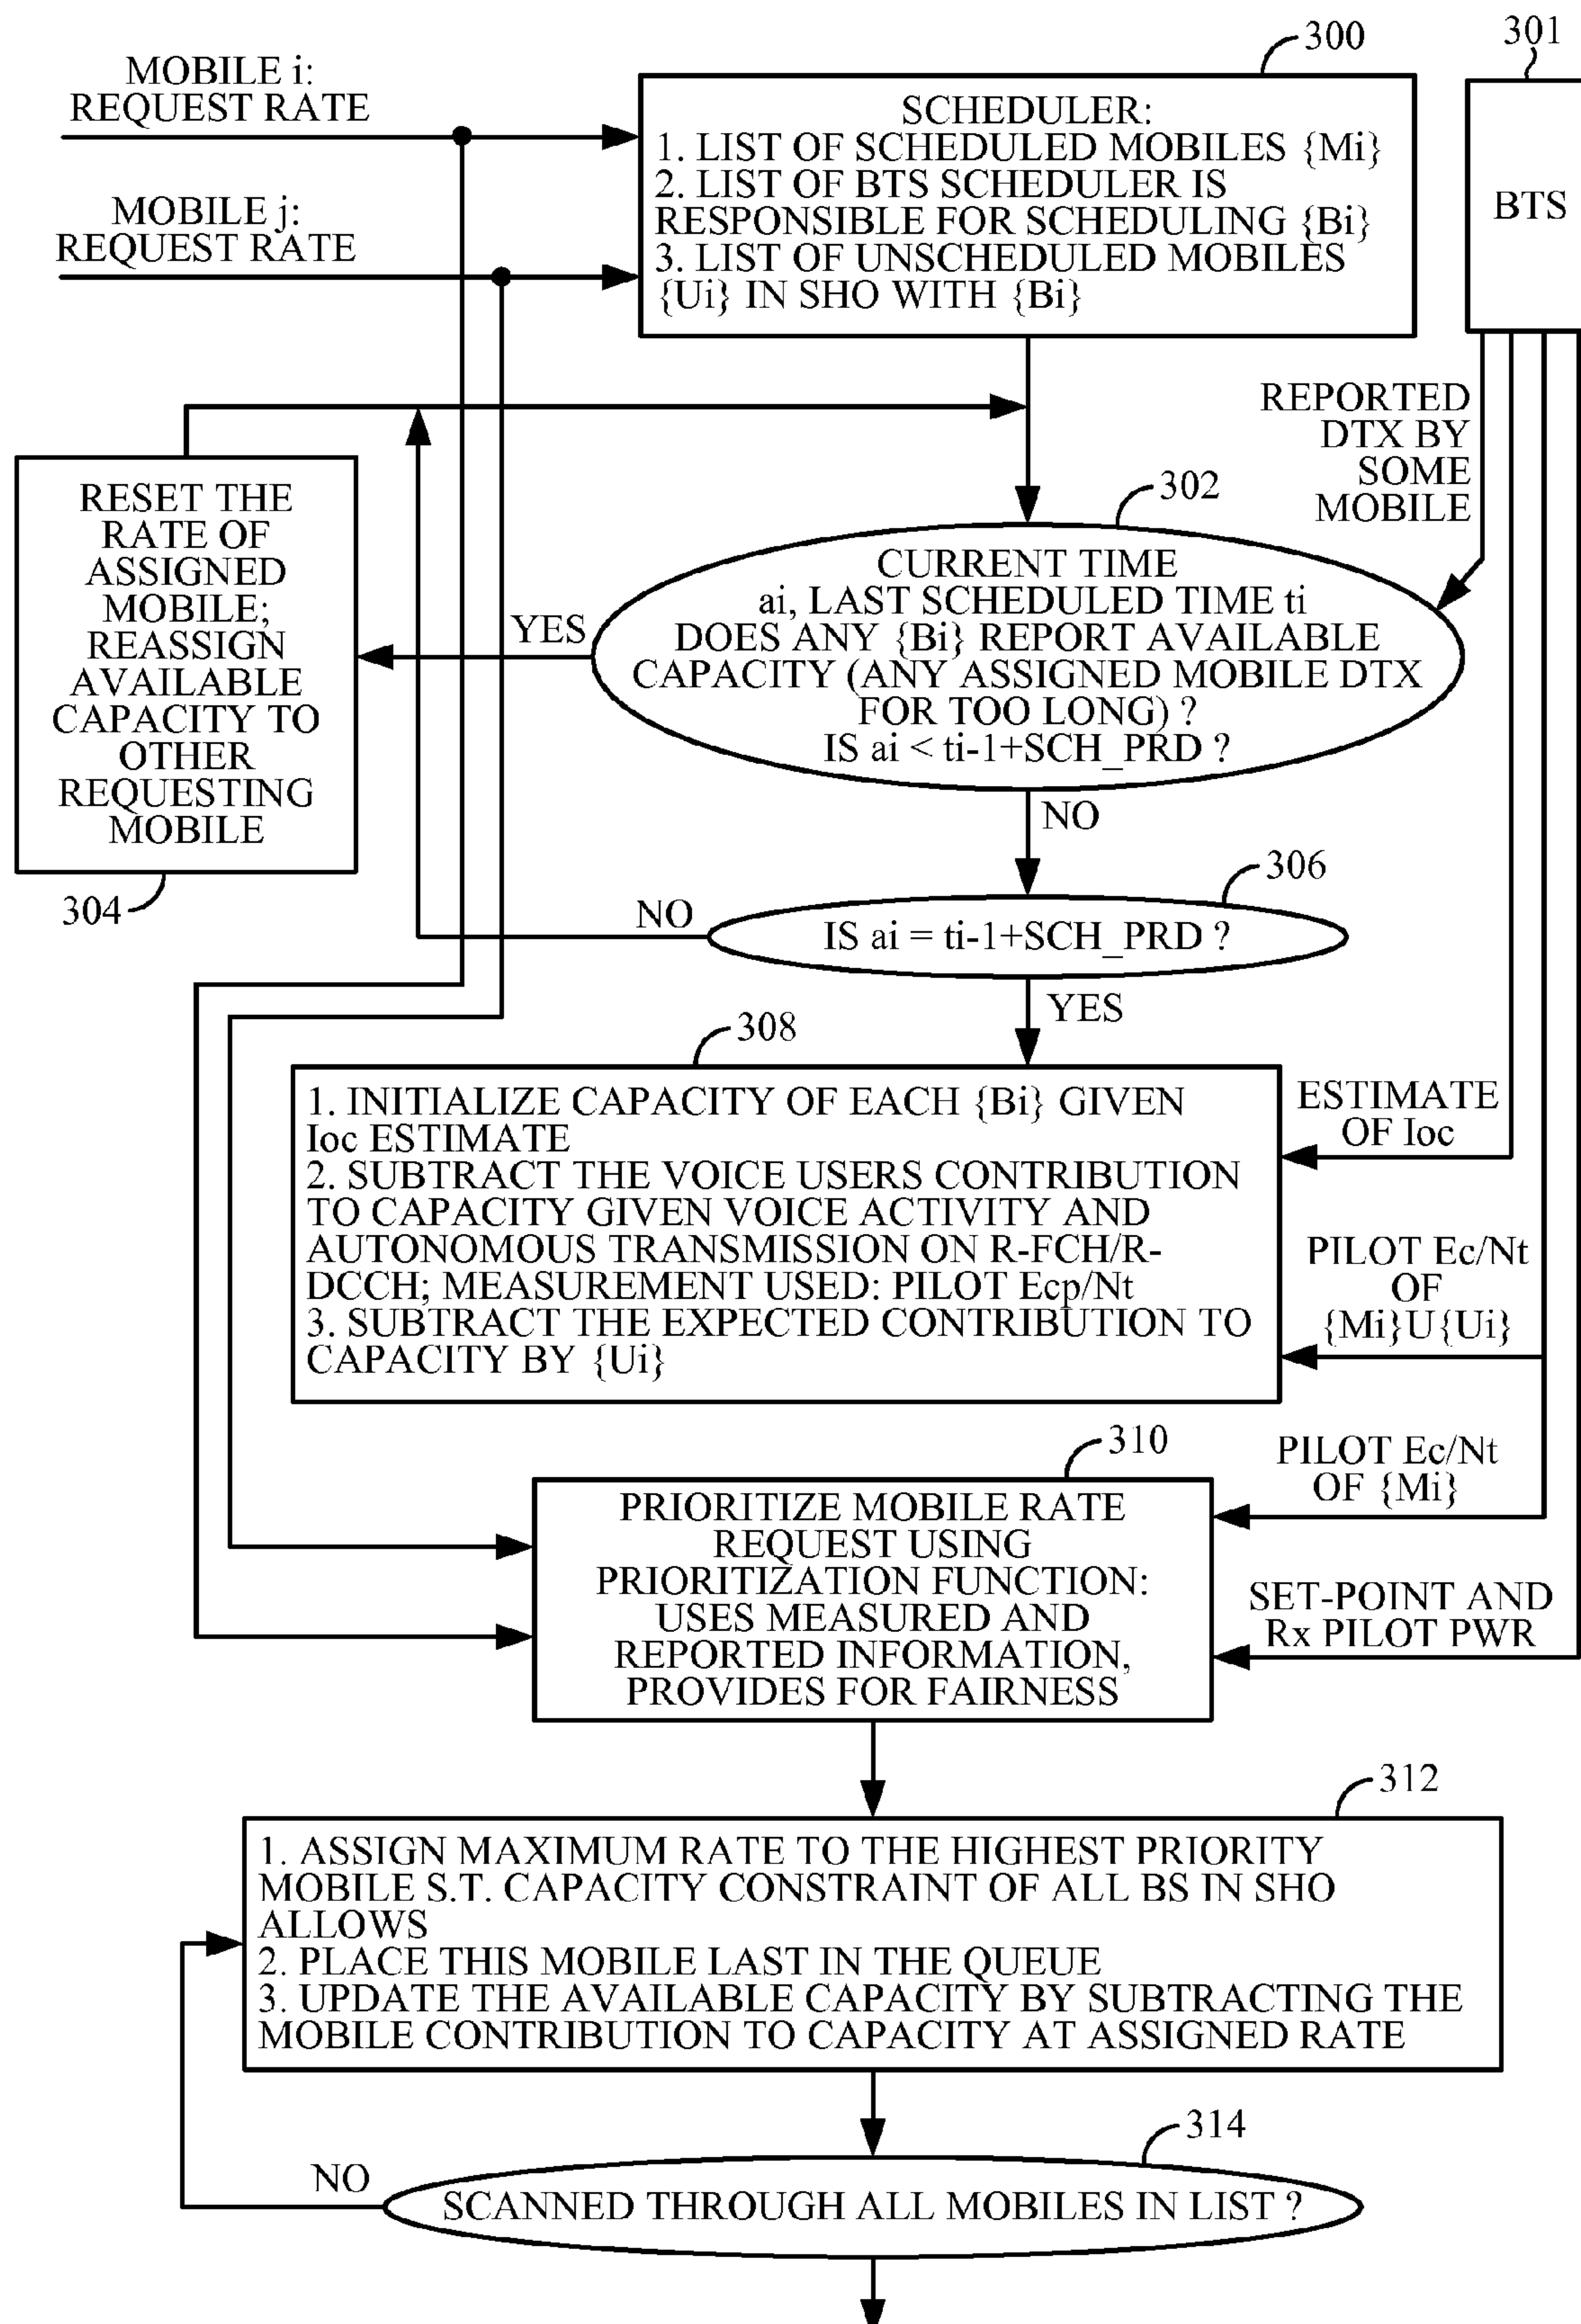 300
301
MOBILE i:
REQUEST RATE
MOBILE j:
REQUEST RATE
SCHEDULER:
1. LIST OF SCHEDULED MOBILES {Mi}
2. LIST OF BTS SCHEDULER IS
RESPONSIBLE FOR SCHEDULING {Bi}
3. LIST OF UNSCHEDULED MOBILES
{Ui} IN SHO WITH {Bi}
BTS
REPORTED
DTX BY
SOME
MOBILE
302
CURRENT TIME
ai, LAST SCHEDULED TIME ti
DOES ANY {Bi} REPORT AVAILABLE
CAPACITY (ANY ASSIGNED MOBILE DTX
FOR TOO LONG) ?
IS ai < ti-1+SCH_PRD ?
YES
RESET THE
RATE OF
ASSIGNED
MOBILE;
REASSIGN
AVAILABLE
CAPACITY TO
OTHER
REQUESTING
MOBILE
304
NO
306
NO
IS ai = ti-1+SCH_PRD ?
YES
308
1. INITIALIZE CAPACITY OF EACH {Bi} GIVEN
Ioc ESTIMATE
2. SUBTRACT THE VOICE USERS CONTRIBUTION
TO CAPACITY GIVEN VOICE ACTIVITY AND
AUTONOMOUS TRANSMISSION ON R-FCH/R-
DCCH; MEASUREMENT USED: PILOT Ecp/Nt
3. SUBTRACT THE EXPECTED CONTRIBUTION TO
CAPACITY BY {Ui}
ESTIMATE
OF Ioc
PILOT Ec/Nt
OF
{Mi}U{Ui}
310
PRIORITIZE MOBILE RATE
REQUEST USING
PRIORITIZATION FUNCTION:
USES MEASURED AND
REPORTED INFORMATION,
PROVIDES FOR FAIRNESS
PILOT Ec/Nt
OF {Mi}
SET-POINT AND
Rx PILOT PWR
312
1. ASSIGN MAXIMUM RATE TO THE HIGHEST PRIORITY
MOBILE S.T. CAPACITY CONSTRAINT OF ALL BS IN SHO
ALLOWS
2. PLACE THIS MOBILE LAST IN THE QUEUE
3. UPDATE THE AVAILABLE CAPACITY BY SUBTRACTING THE
MOBILE CONTRIBUTION TO CAPACITY AT ASSIGNED RATE
314
NO
SCANNED THROUGH ALL MOBILES IN LIST ?